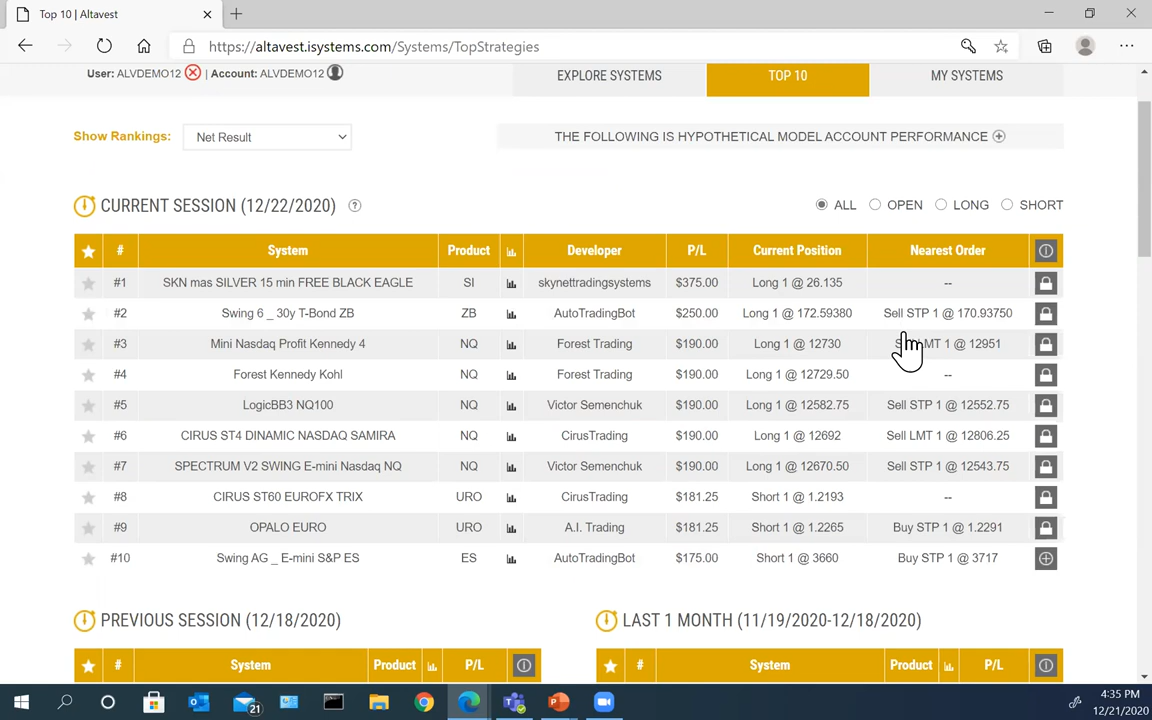 Top 10 | Altavest
https://altavest.isystems.com/Systems/TopStrategies
User: ALVDEMO12 | Account: ALVDEMO12
EXPLORE SYSTEMS TOP 10 MY SYSTEMS
Show Rankings: Net Result
THE FOLLOWING IS HYPOTHETICAL MODEL ACCOUNT PERFORMANCE
CURRENT SESSION (12/22/2020) ? ALL OPEN LONG SHORT
# System Product Developer P/L Current Position Nearest Order
#1 SKN mas SILVER 15 min FREE BLACK EAGLE SI skynettradingsystems $375.00 Long 1 @ 26.135 --
#2 Swing 6 _ 30y T-Bond ZB ZB AutoTradingBot $250.00 Long 1 @ 172.59380 Sell STP 1 @ 170.93750
#3 Mini Nasdaq Profit Kennedy 4 NQ Forest Trading $190.00 Long 1 @ 12730 LMT 1 @ 12951
#4 Forest Kennedy Kohl NQ Forest Trading $190.00 Long 1 @ 12729.50 --
#5 LogicBB3 NQ100 NQ Victor Semenchuk $190.00 Long 1 @ 12582.75 Sell STP 1 @ 12552.75
#6 CIRUS ST4 DINAMIC NASDAQ SAMIRA NQ CirusTrading $190.00 Long 1 @ 12692 Sell LMT 1 @ 12806.25
#7 SPECTRUM V2 SWING E-mini Nasdaq NQ NQ Victor Semenchuk $190.00 Long 1 @ 12670.50 Sell STP 1 @ 12543.75
#8 CIRUS ST60 EUROFX TRIX URO CirusTrading $181.25 Short 1 @ 1.2193 --
#9 OPALO EURO URO A.I. Trading $181.25 Short 1 @ 1.2265 Buy STP 1 @ 1.2291
#10 Swing AG _ E-mini S&P ES ES AutoTradingBot $175.00 Short 1 @ 3660 Buy STP 1 @ 3717
PREVIOUS SESSION (12/18/2020) LAST 1 MONTH (11/19/2020-12/18/2020)
# System Product P/L # System Product P/L
21
4:35 PM
12/21/2020